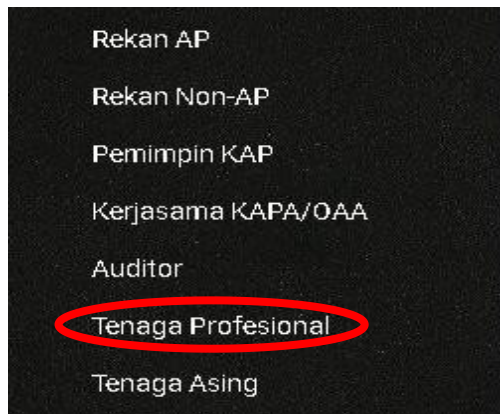 Rekan AP
Rekan Non-AP
Pemimpin KAP
Kerjasama KAPA/OAA
Auditor
Tenaga Profesional
Tenaga Asing